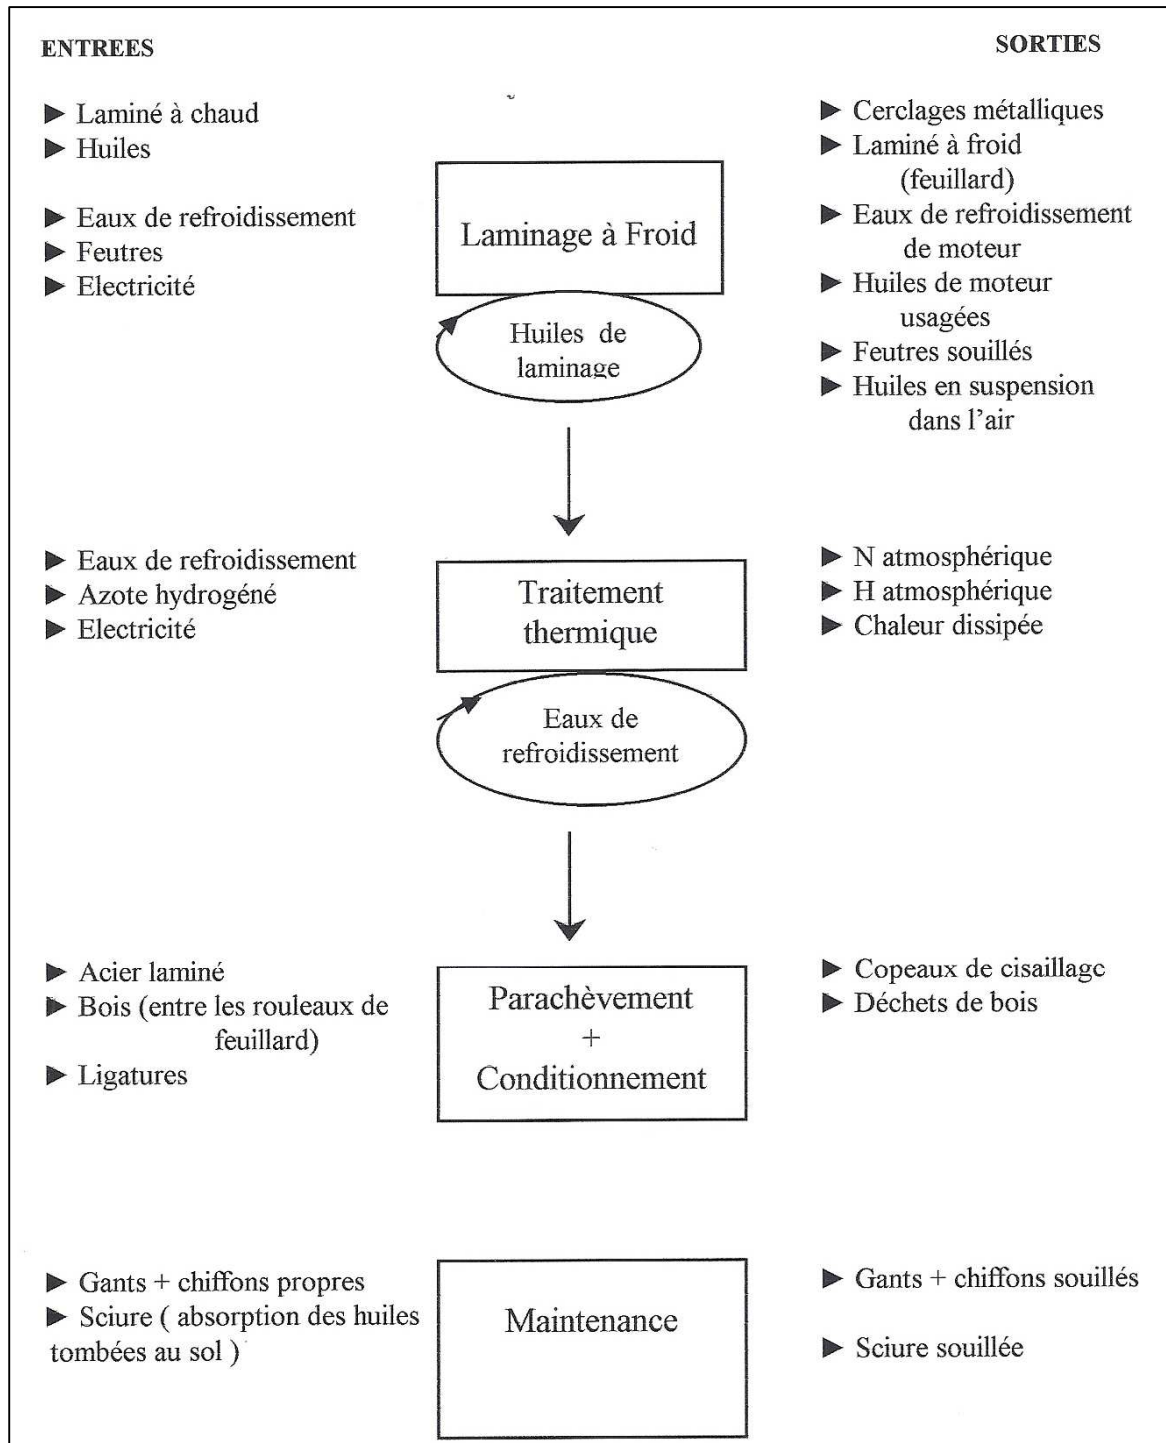 ENTREES
SORTIES
► Laminé à chaud
► Huiles
► Eaux de refroidissement
► Feutres
► Electricité
Laminage à Froid
Huiles de
laminage
► Cerclages métalliques
► Laminé à froid
(feuillard)
► Eaux de refroidissement
de moteur
► Huiles de moteur
usagées
► Feutres souillés
► Huiles en suspension
dans l'air
► Eaux de refroidissement
► Azote hydrogéné
► Electricité
Traitement
thermique
Eaux de
refroidissement
► N atmosphérique
► H atmosphérique
► Chaleur dissipée
► Acier laminé
► Bois (entre les rouleaux de
feuillard)
► Ligatures
Parachèvement
+
Conditionnement
► Copeaux de cisaillage
► Déchets de bois
► Gants + chiffons propres
► Sciure ( absorption des huiles
tombées au sol )
Maintenance
► Gants + chiffons souillés
► Sciure souillée